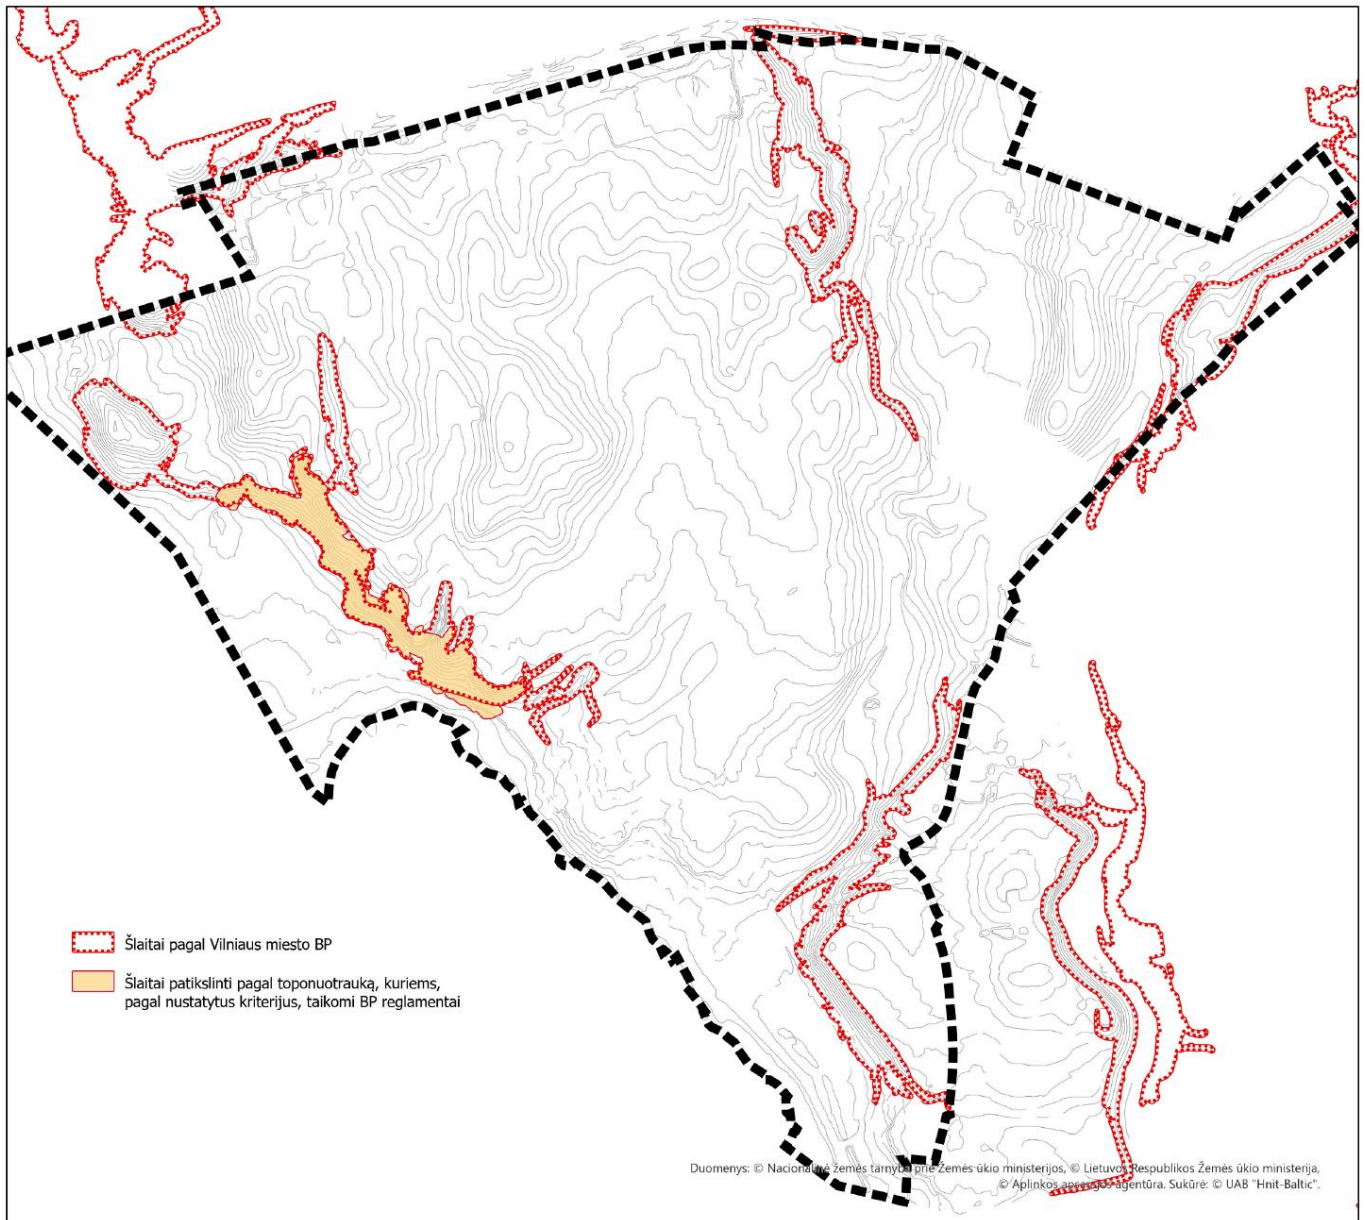 Šlaitai pagal Vilniaus miesto BP
Šlaitai patikslinti pagal toponuotrauką, kuriems,
pagal nustatytus kriterijus, taikomi BP reglamentai
Duomenys: © Nacionalinė žemės tarnyba prie Žemės ūkio ministerijos, © Lietuvos Respublikos Žemės ūkio ministerija,
© Aplinkos apsaugos agentūra. Sukūrė: © UAB "Hnit-Baltic".